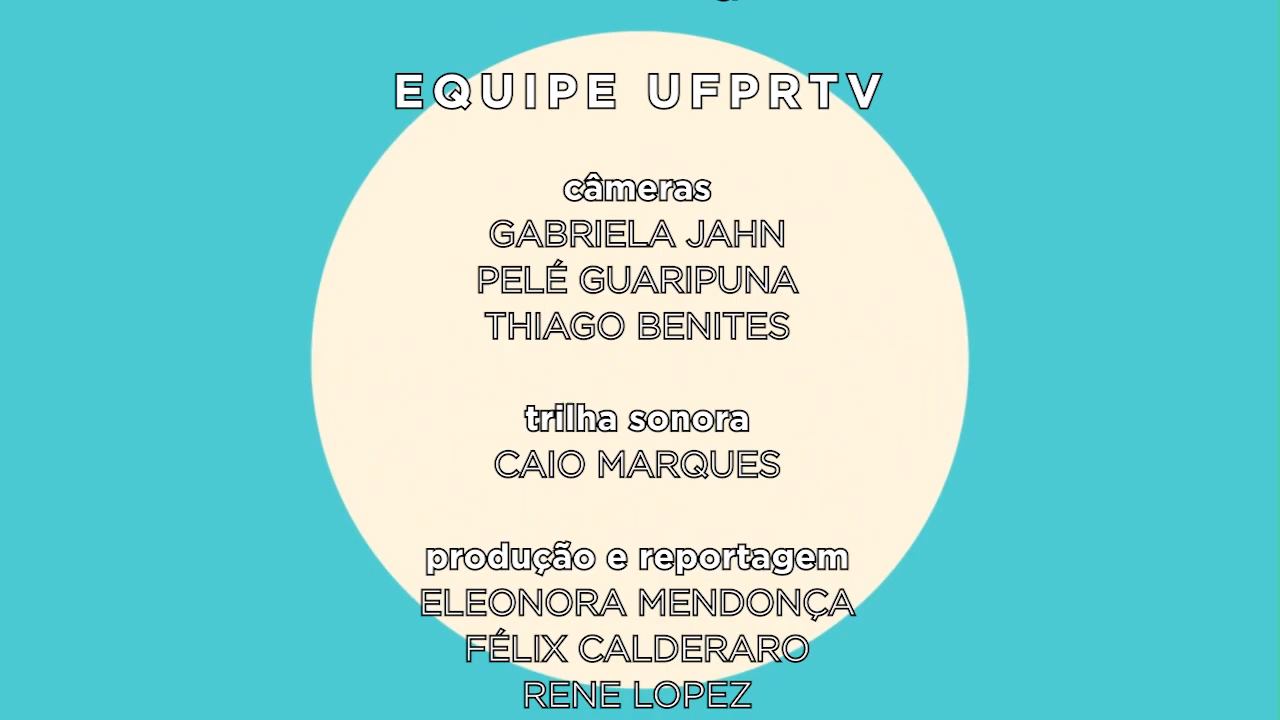 EQUIPE UFPRTV
câmeras
GABRIELA JAHN
PELÉ GUARIPUNA
THIAGO BENITES
trilha sonora
CAIO MARQUES
produção e reportagem
ELEONORA MENDONÇA
FÉLIX CALDERARO
RENE LOPEZ